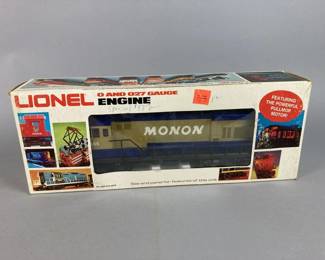 LIONEL
O AND O27 GAUGE
ENGINE
FEATURING
THE POWERFUL
PULLMOR
MOTOR!
MONON